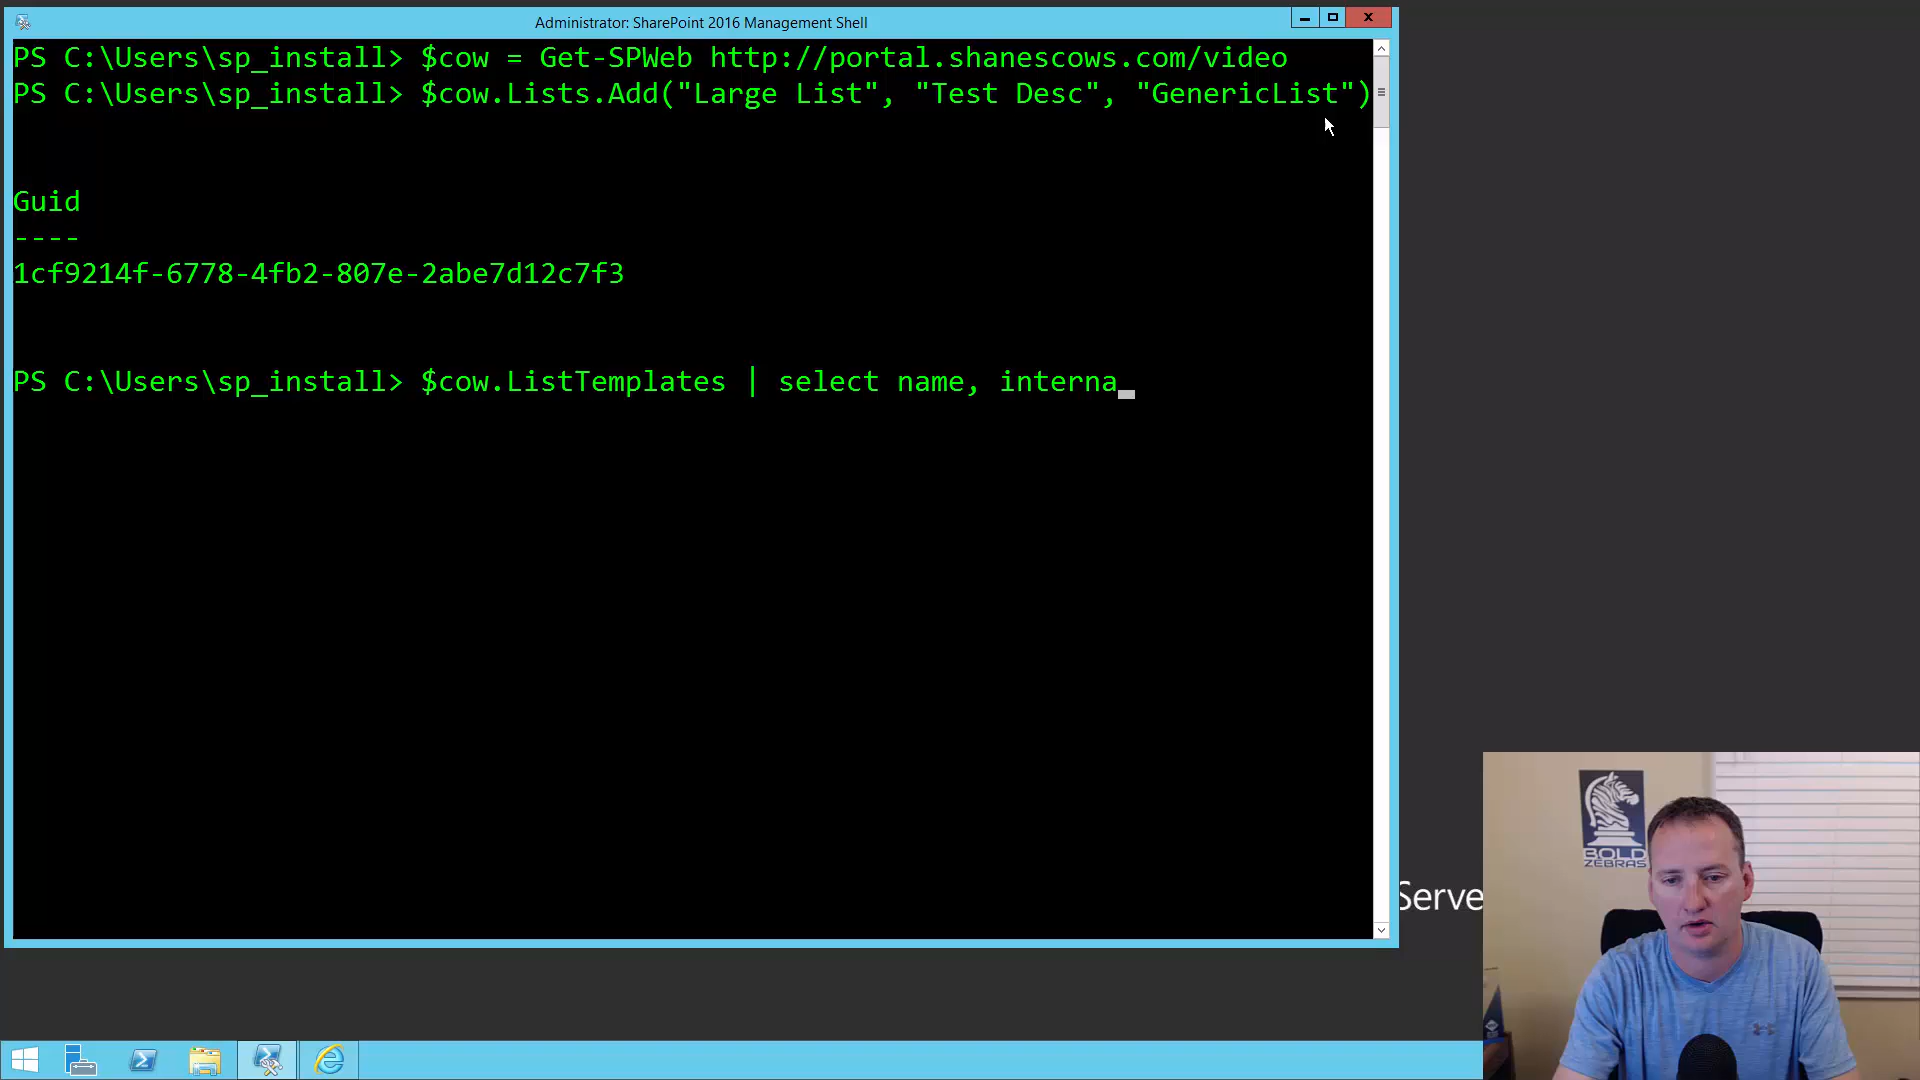 Administrator: SharePoint 2016 Management Shell
PS C:\Users\sp_install> $cow = Get-SPWeb http://portal.shanescows.com/video
PS C:\Users\sp_install> $cow.Lists.Add("Large List", "Test Desc", "GenericList")
Guid
----
1cf9214f-6778-4fb2-807e-2abe7d12c7f3
PS C:\Users\sp_install> $cow.ListTemplates | select name, interna
Serve
BOLD
ZEBRAS